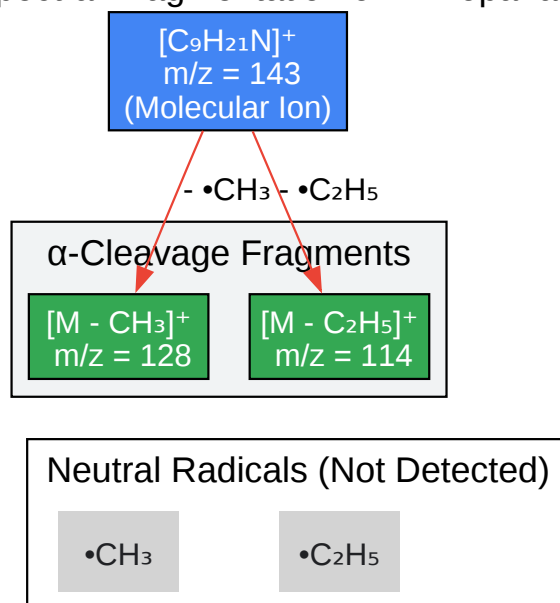 [C₉H₂₁N]⁺
m/z = 143
(Molecular Ion)
- •CH₃ - •C₂H₅
α-Cleavage Fragments
[M - CH₃]⁺
m/z = 128
[M - C₂H₅]⁺
m/z = 114
Neutral Radicals (Not Detected)
•CH₃
•C₂H₅